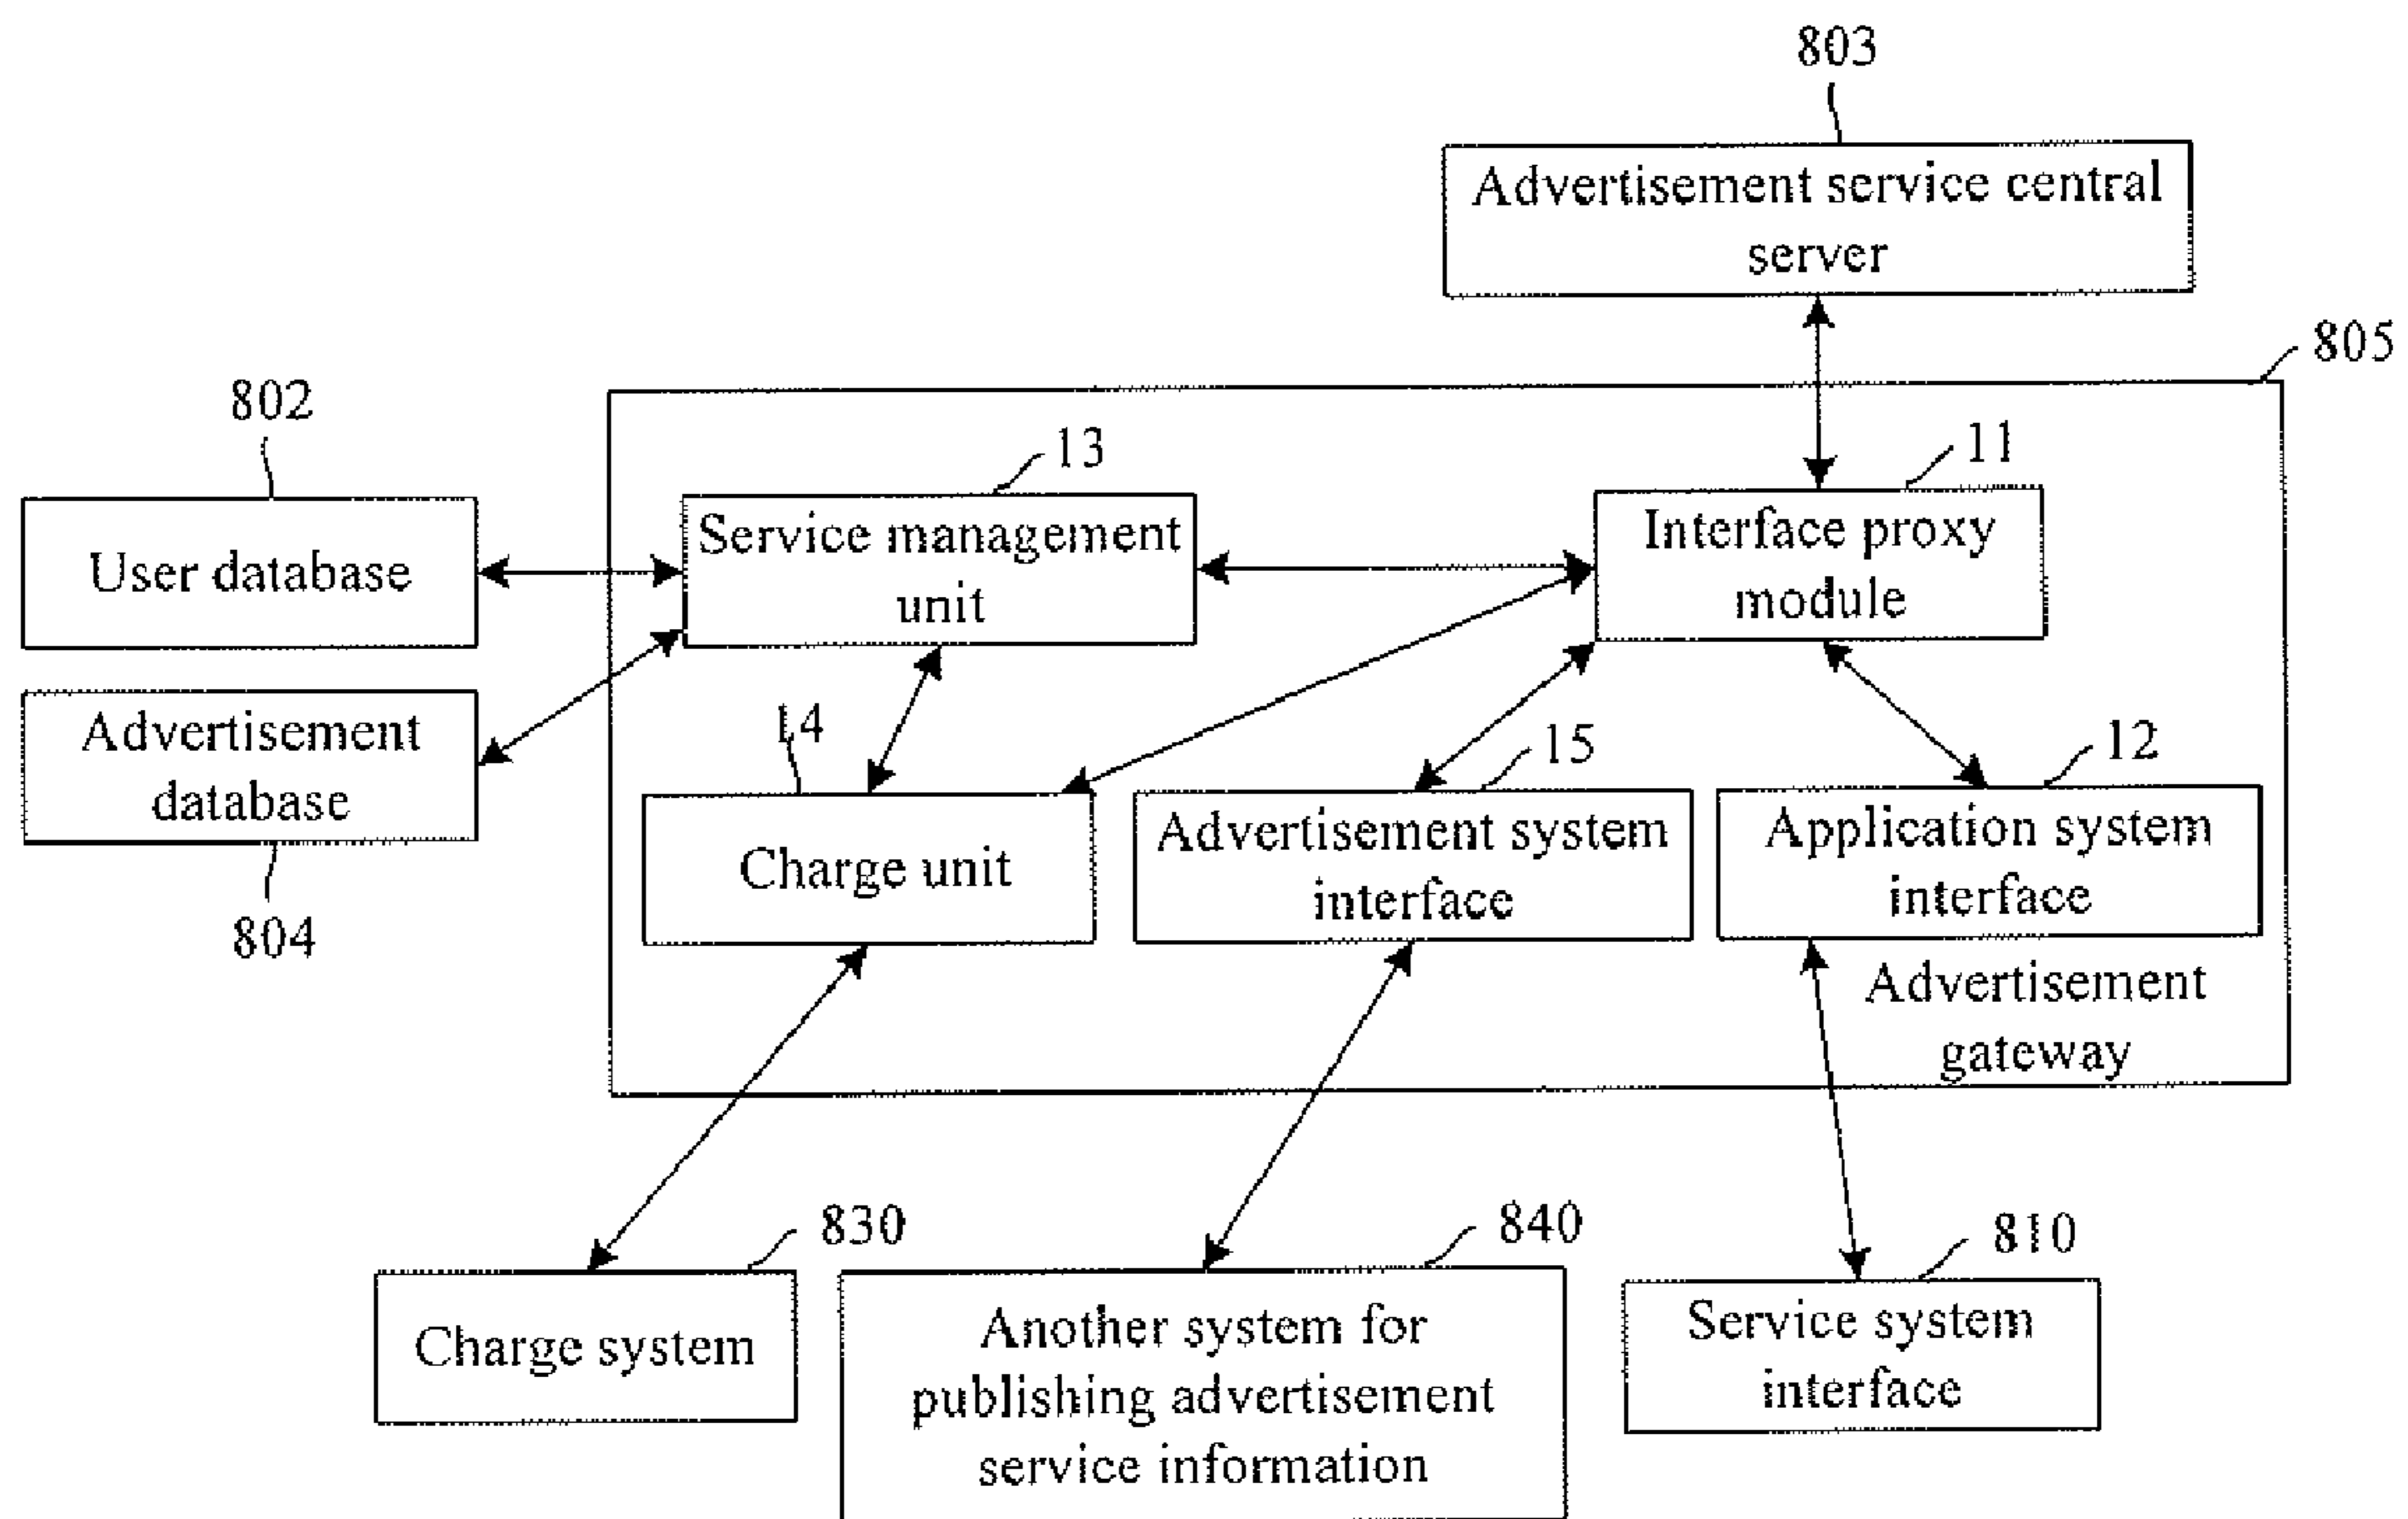 803
Advertisement service central
server
805
802
13
11
User database
Service management
unit
Interface proxy
module
Advertisement
database
804
14
15
12
Charge unit
Advertisement system
interface
Application system
interface
Advertisement
gateway
830
840
810
Charge system
Another system for
publishing advertisement
service information
Service system
interface